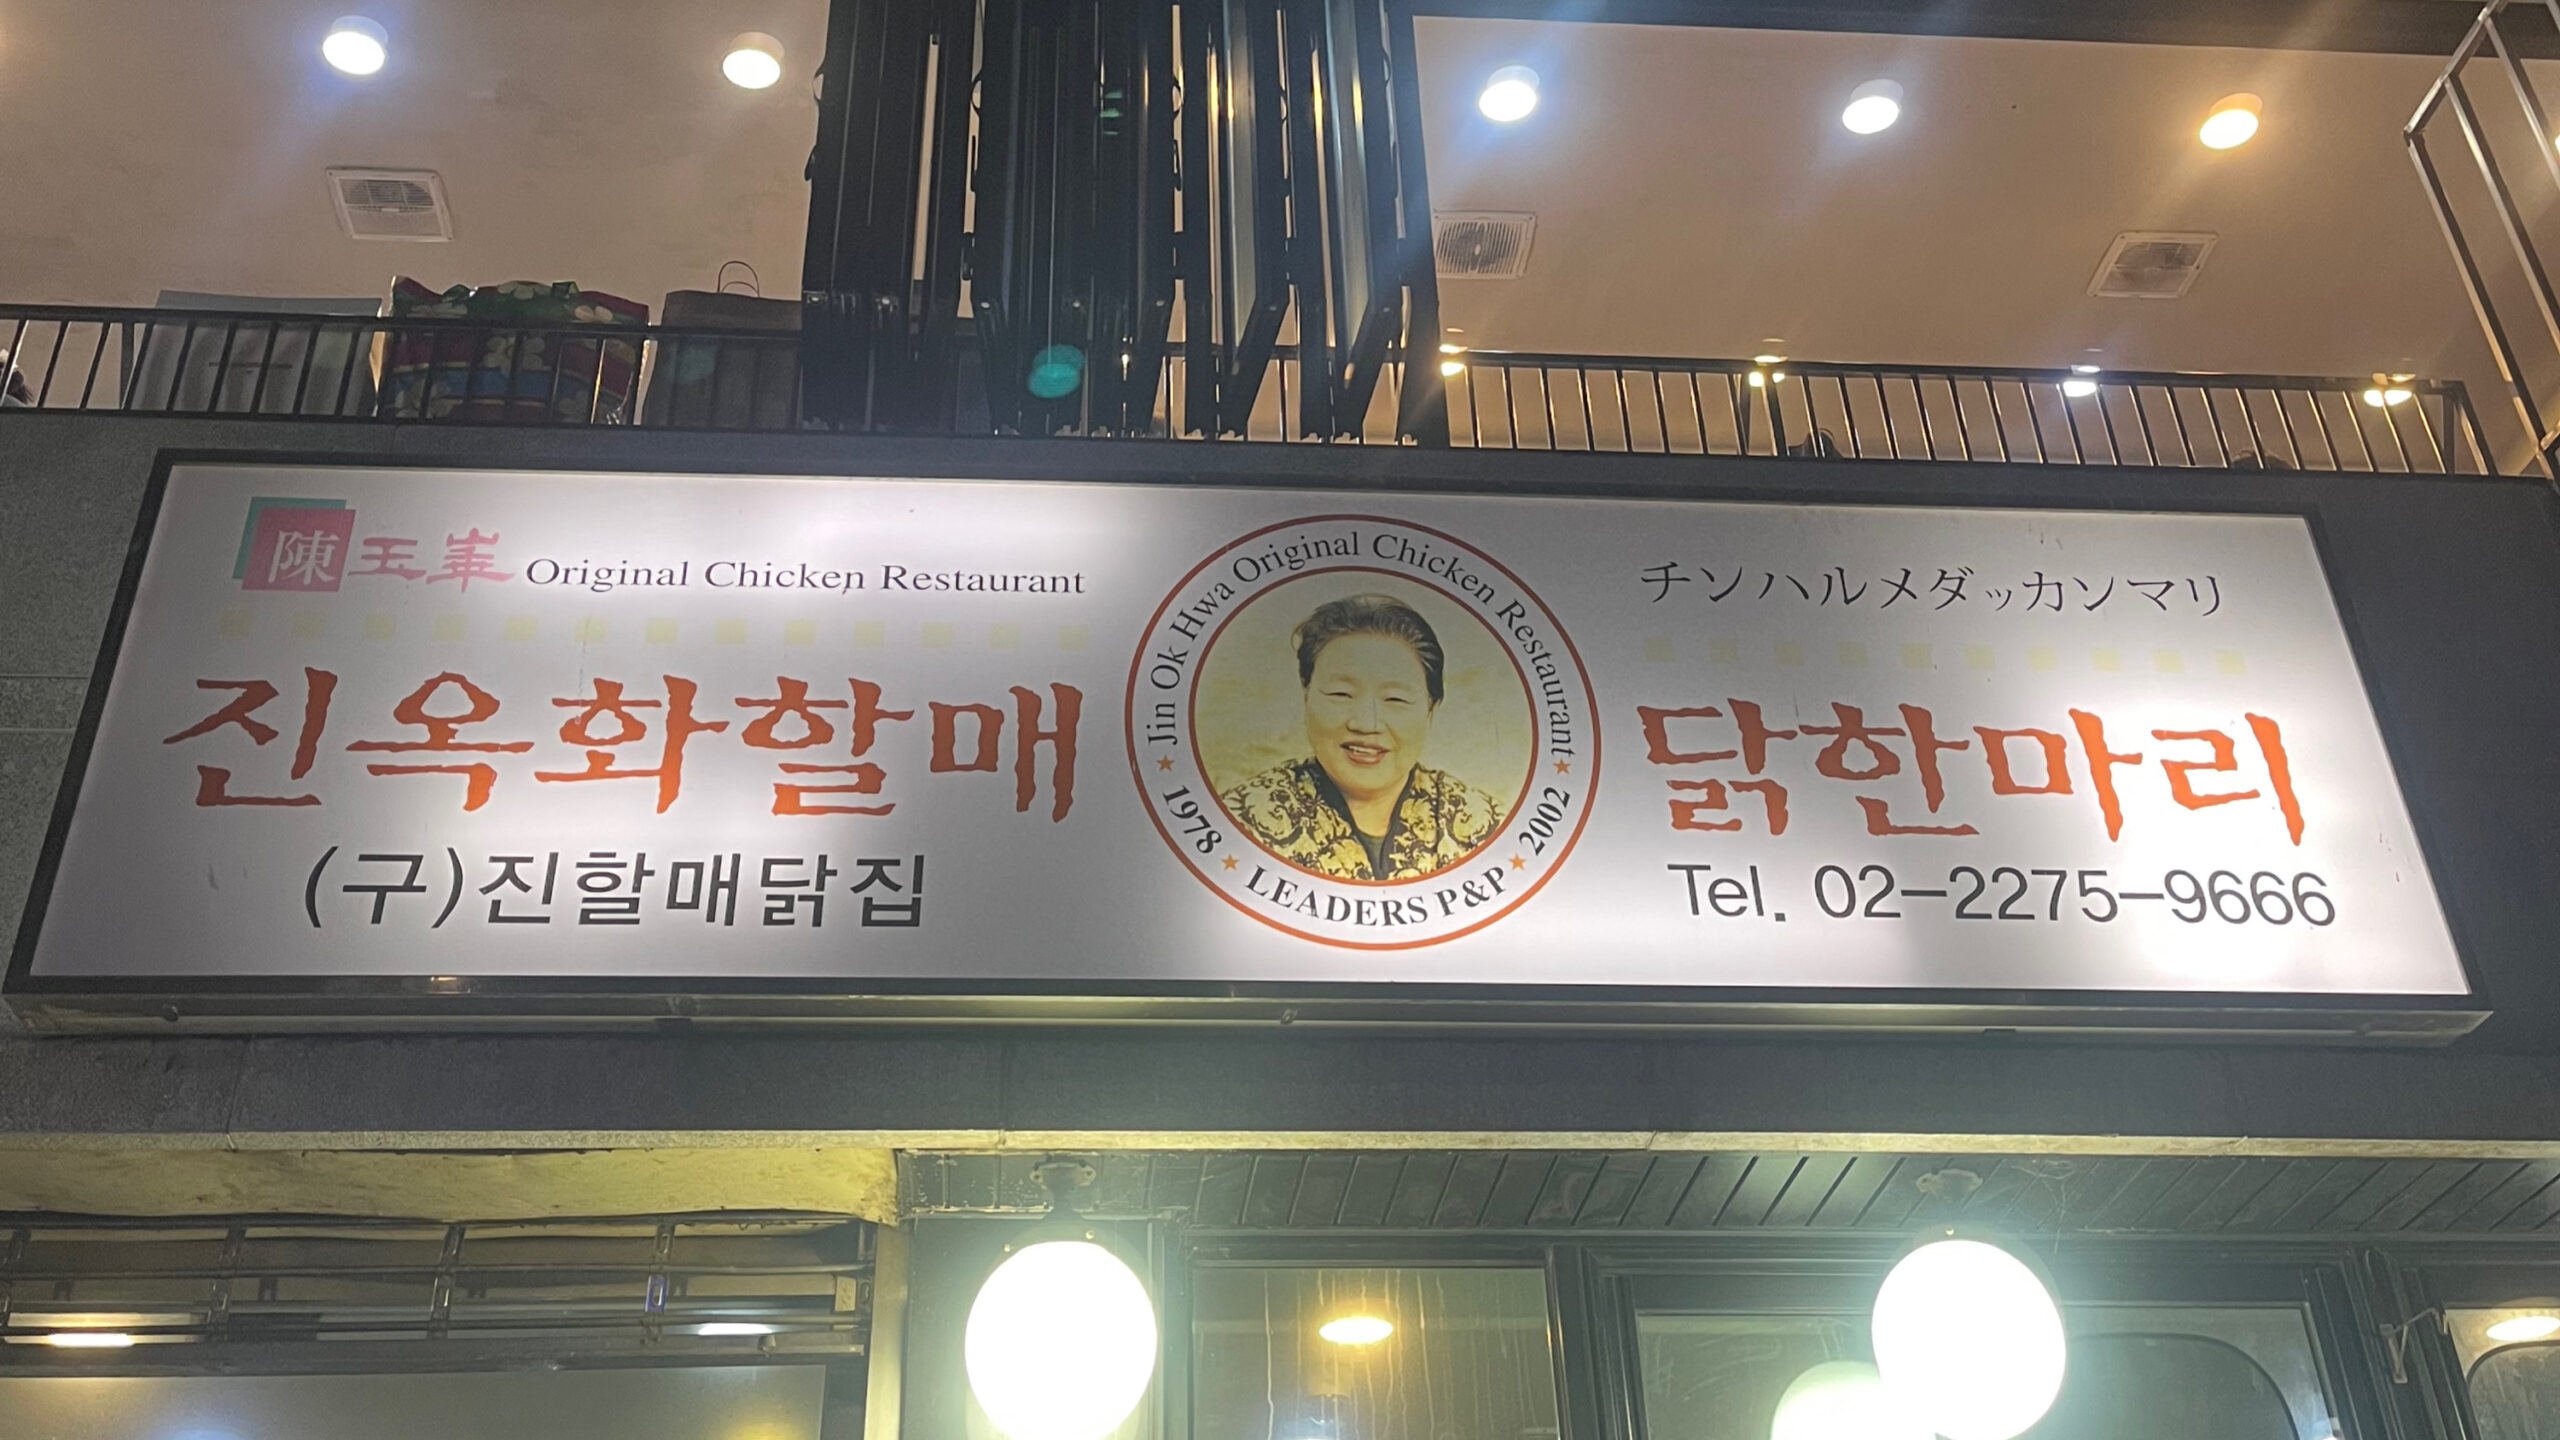 陳玉華 Original Chicken Restaurant
진옥화할매
(구)진할매닭집
Jin Ok Hwa Original Chicken Restaurant
1978 LEADERS P&P 2002
チンハルメダッカンマリ
닭한마리
Tel. 02-2275-9666